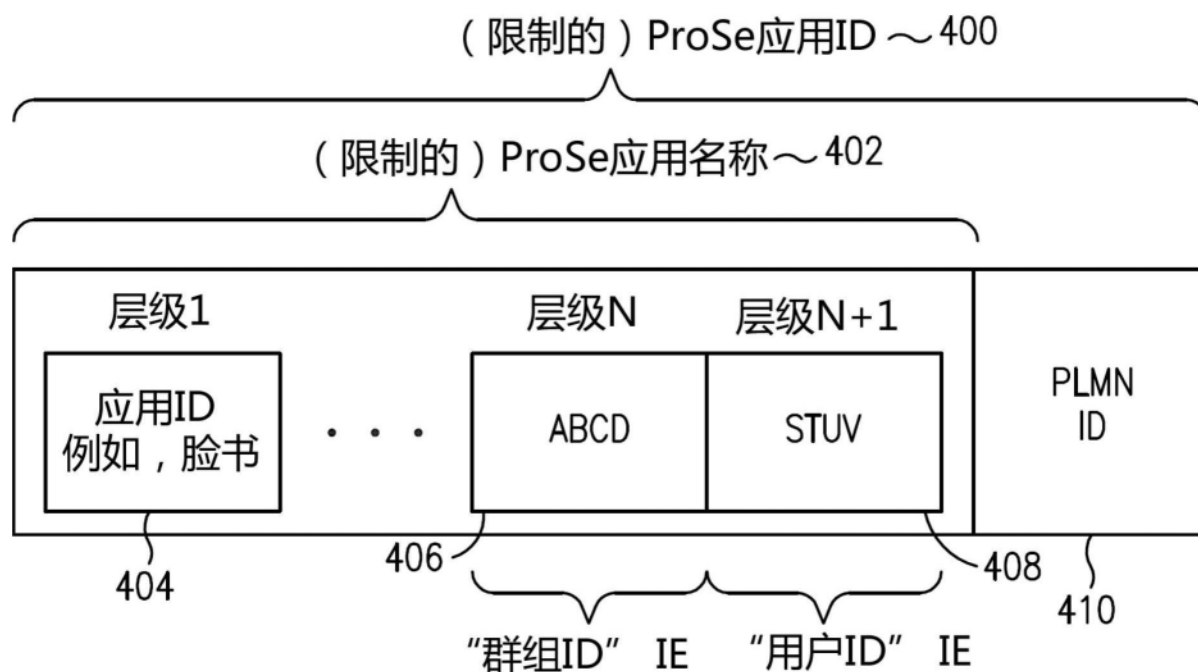 （限制的）ProSe应用ID～400
（限制的）ProSe应用名称～402
层级1 层级N 层级N+1
应用ID
例如，脸书
. . .
ABCD
STUV
PLMN
ID
404
406
408
410
“群组ID” IE “用户ID” IE